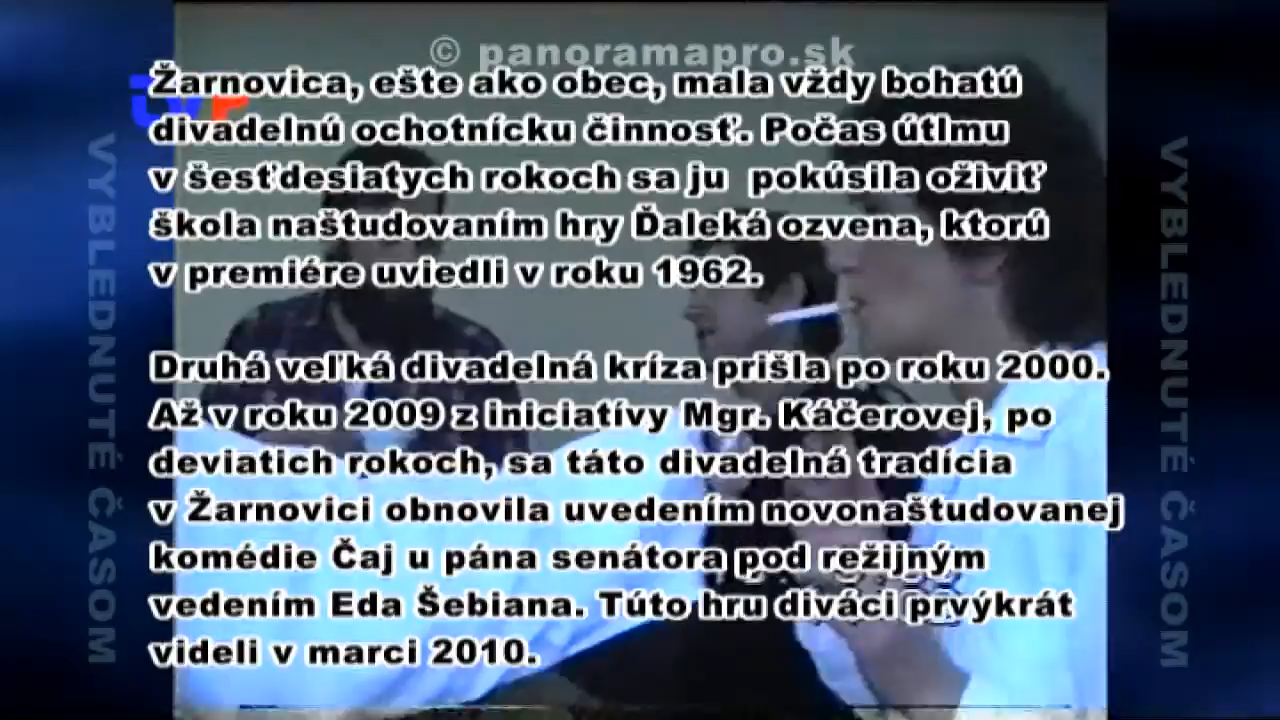 © panoramapro.sk
Žarnovica, ešte ako obec, mala vždy bohatú
divadelnú ochotnícku činnosť. Počas útlmu
v šesťdesiatych rokoch sa ju pokúsila oživiť
škola naštudovaním hry Ďaleká ozvena, ktorú
v premiére uviedli v roku 1962.
Druhá veľká divadelná kríza prišla po roku 2000.
Až v roku 2009 z iniciatívy Mgr. Káčerovej, po
deviatich rokoch, sa táto divadelná tradícia
v Žarnovici obnovila uvedením novonaštudovanej
komédie Čaj u pána senátora pod režijným
vedením Eda Šebiana. Túto hru diváci prvýkrát
videli v marci 2010.
VYBLEDNUTÉ ČASOM
VYBLEDNUTÉ ČASOM